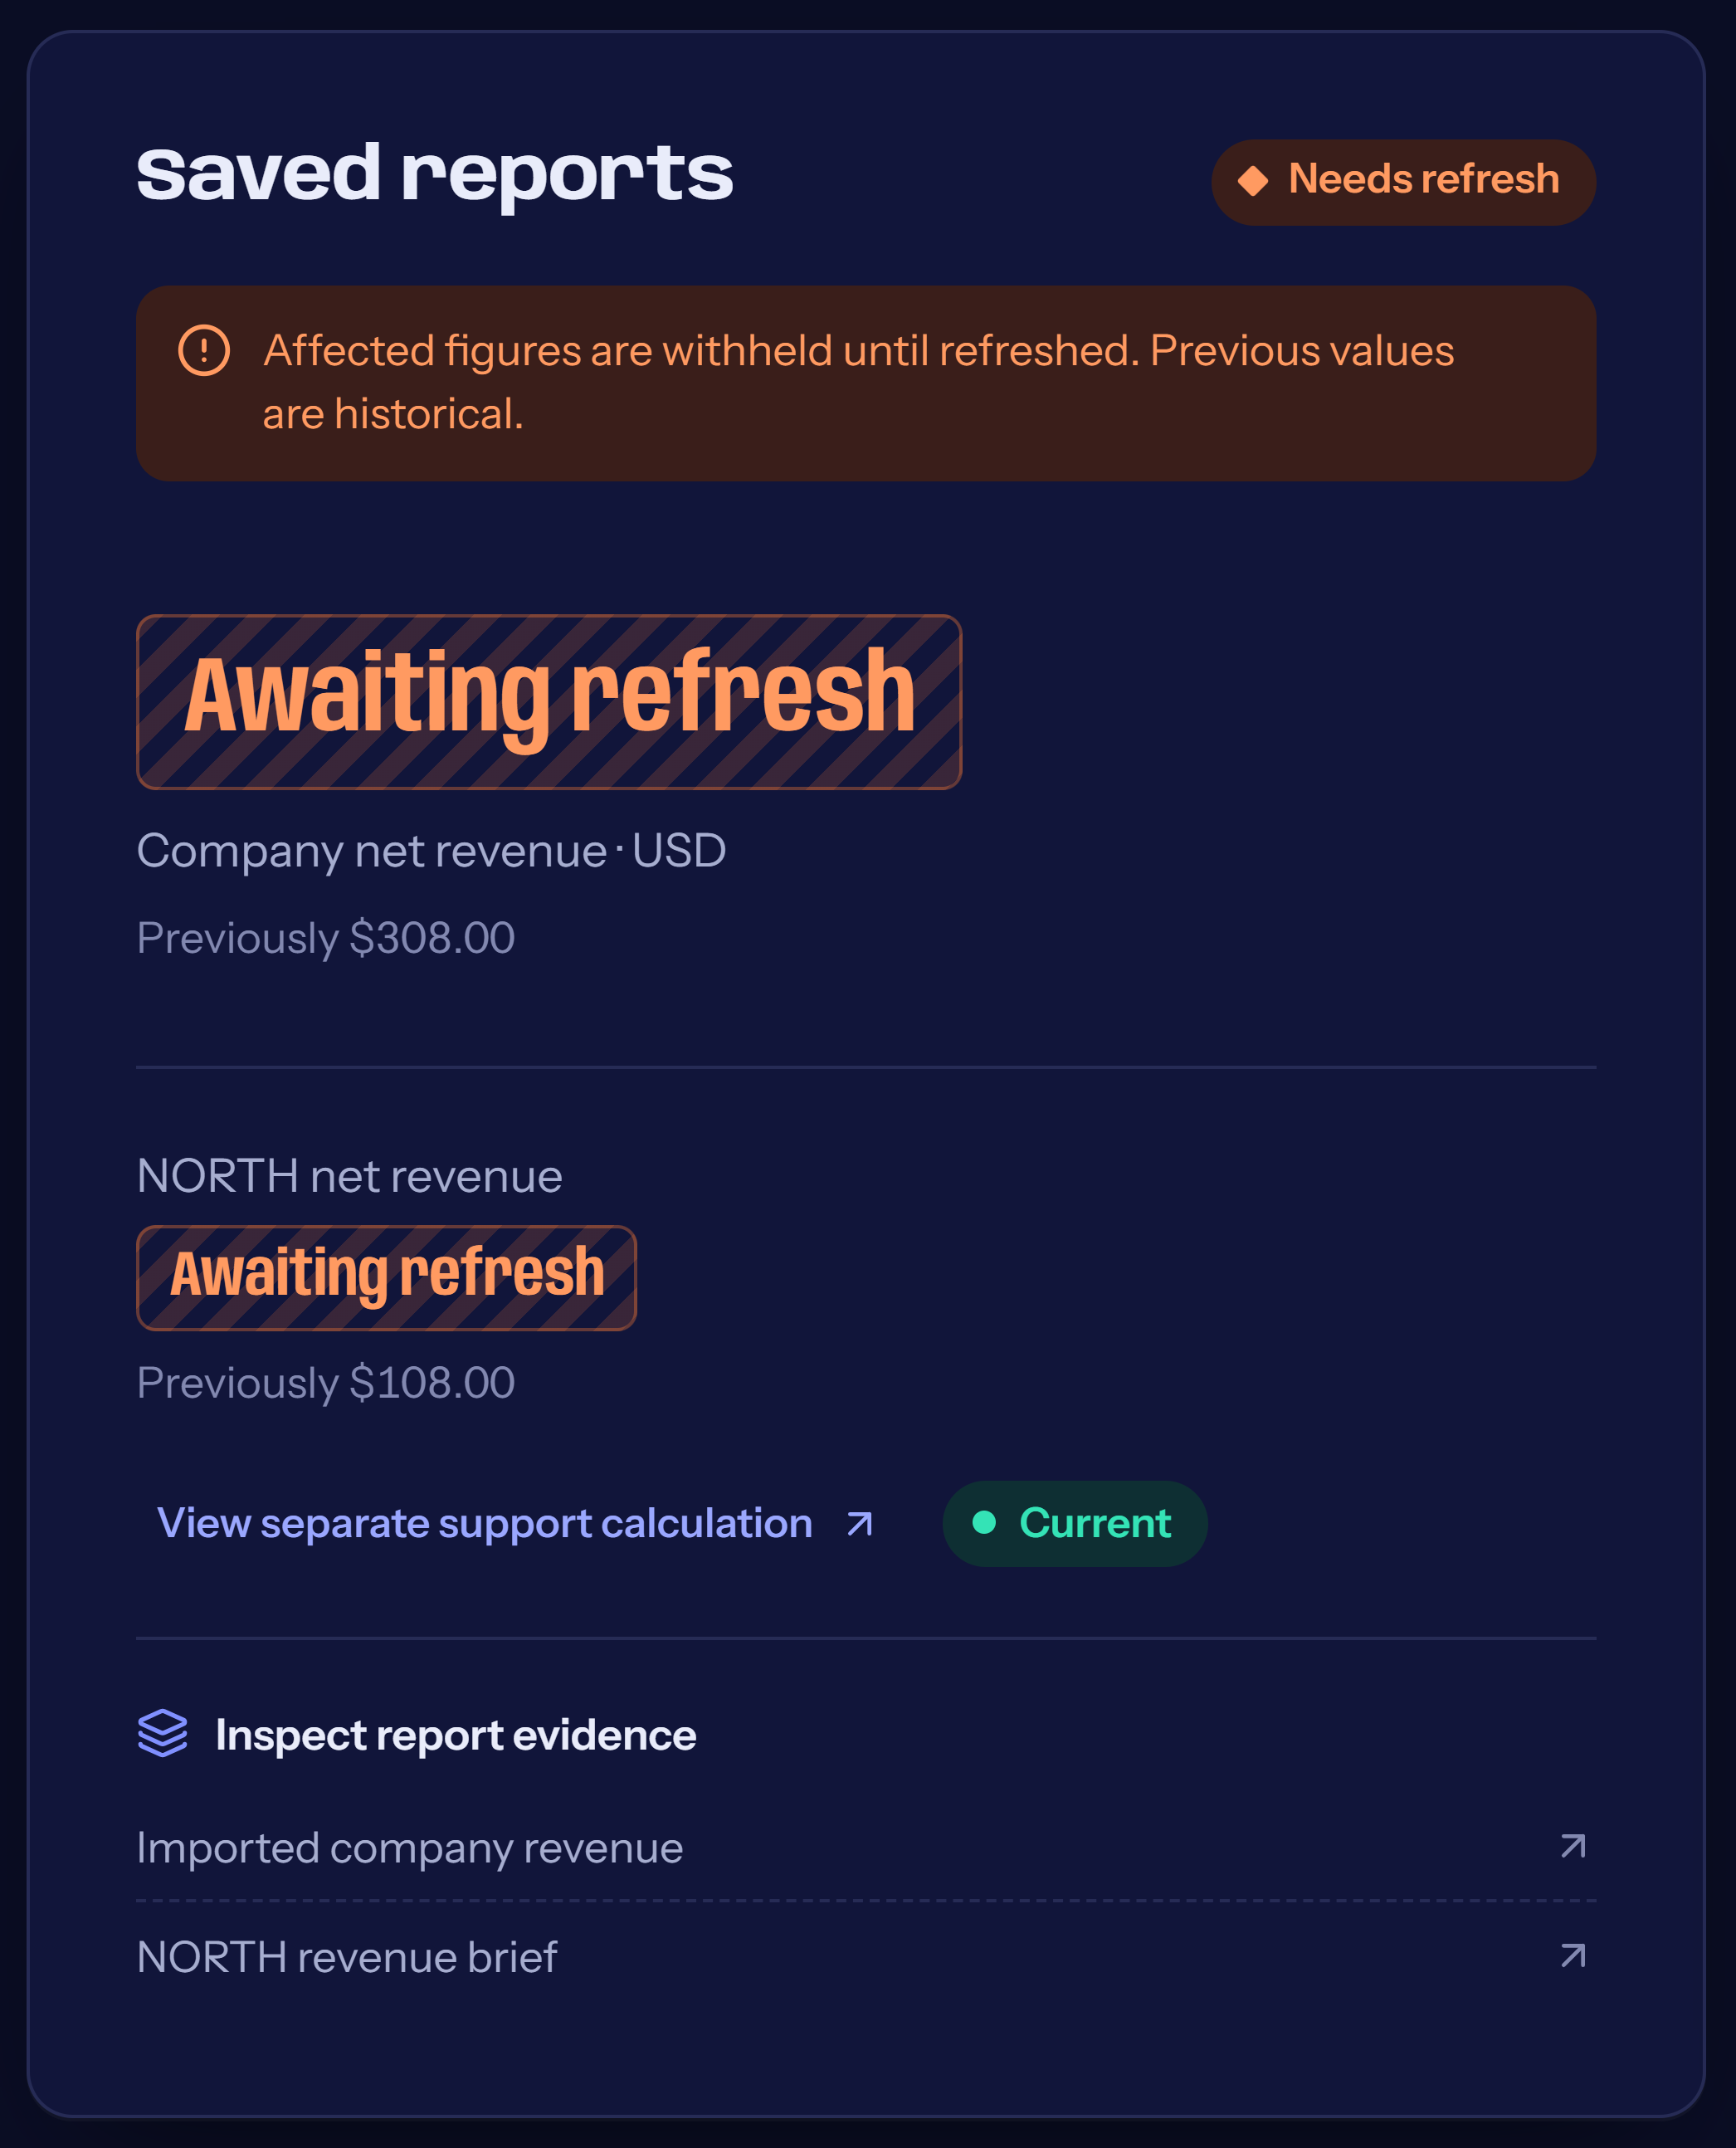 Saved reports
Needs refresh
Affected figures are withheld until refreshed. Previous values
are historical.
Awaiting refresh
Company net revenue · USD
Previously $308.00
NORTH net revenue
Awaiting refresh
Previously $108.00
View separate support calculation
Current
Inspect report evidence
Imported company revenue
NORTH revenue brief